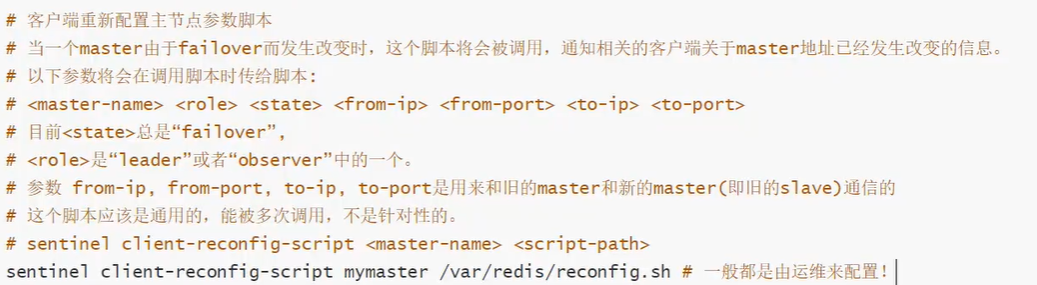 # 客户端重新配置主节点参数脚本
# 当一个master由于failover而发生改变时，这个脚本将会被调用，通知相关的客户端关于master地址已经发生改变的信息。
# 以下参数将会在调用脚本时传给脚本:
# <master-name> <role> <state> <from-ip> <from-port> <to-ip> <to-port>
# 目前<state>总是“failover”,
# <role>是“leader”或者“observer”中的一个。
# 参数 from-ip, from-port, to-ip, to-port是用来和旧的master和新的master(即旧的slave)通信的
# 这个脚本应该是通用的，能被多次调用，不是针对性的。
# sentinel client-reconfig-script <master-name> <script-path>
sentinel client-reconfig-script mymaster /var/redis/reconfig.sh # 一般都是由运维来配置！